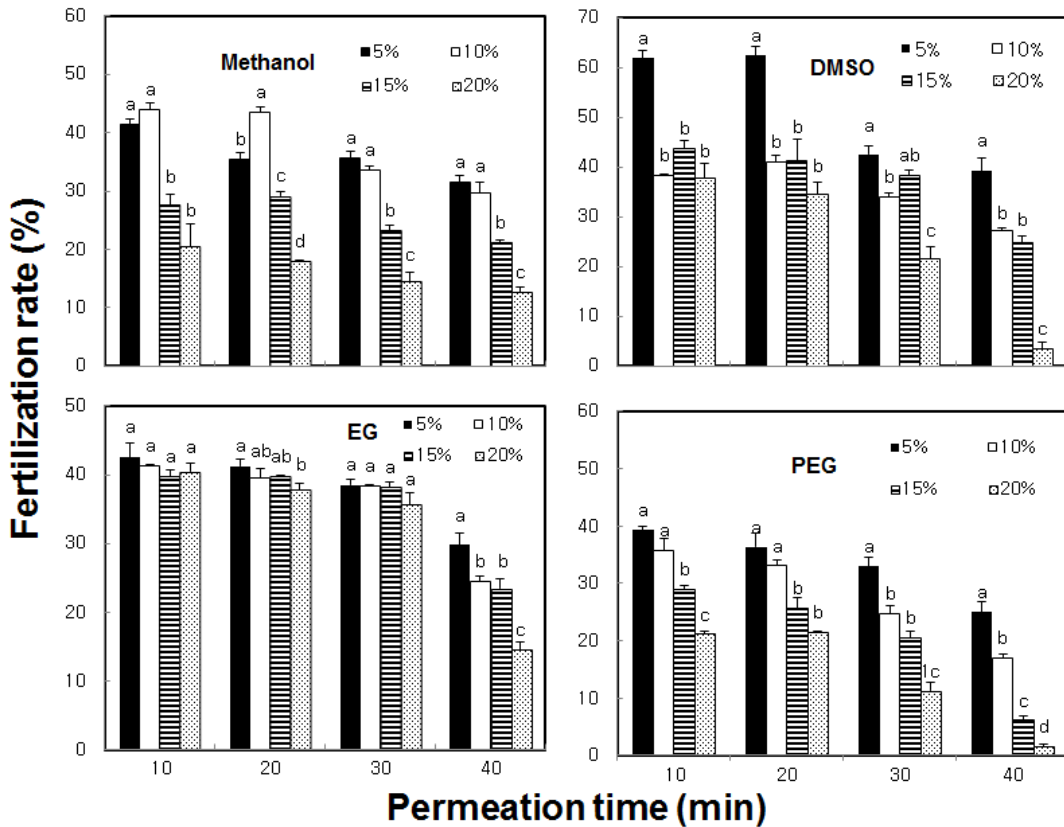 Fertilization rate (%)
60
50
40
30
20
10
0
Methanol
5% 10%
15% 20%
a a b b
b a c d
a a b c
a a b c
70
60
50
40
30
20
10
0
DMSO
5% 10%
15% 20%
a b b b
a b b b
a b ab c
a b b c
50
40
30
20
10
0
EG
5% 10%
15% 20%
a a a a
a ab ab b
a a a a
a b b c
10 20 30 40
60
50
40
30
20
10
0
PEG
5% 10%
15% 20%
a a b c
a a b b
a b b 1c
a b c d
10 20 30 40
Permeation time (min)